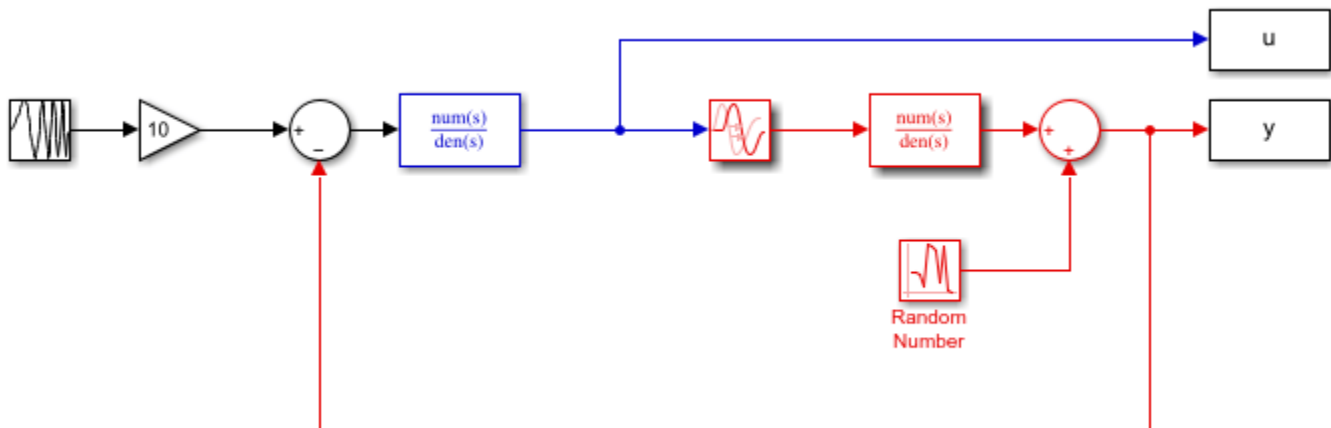 u
10
+
−
num(s)
den(s)
num(s)
den(s)
+
+
y
Random
Number